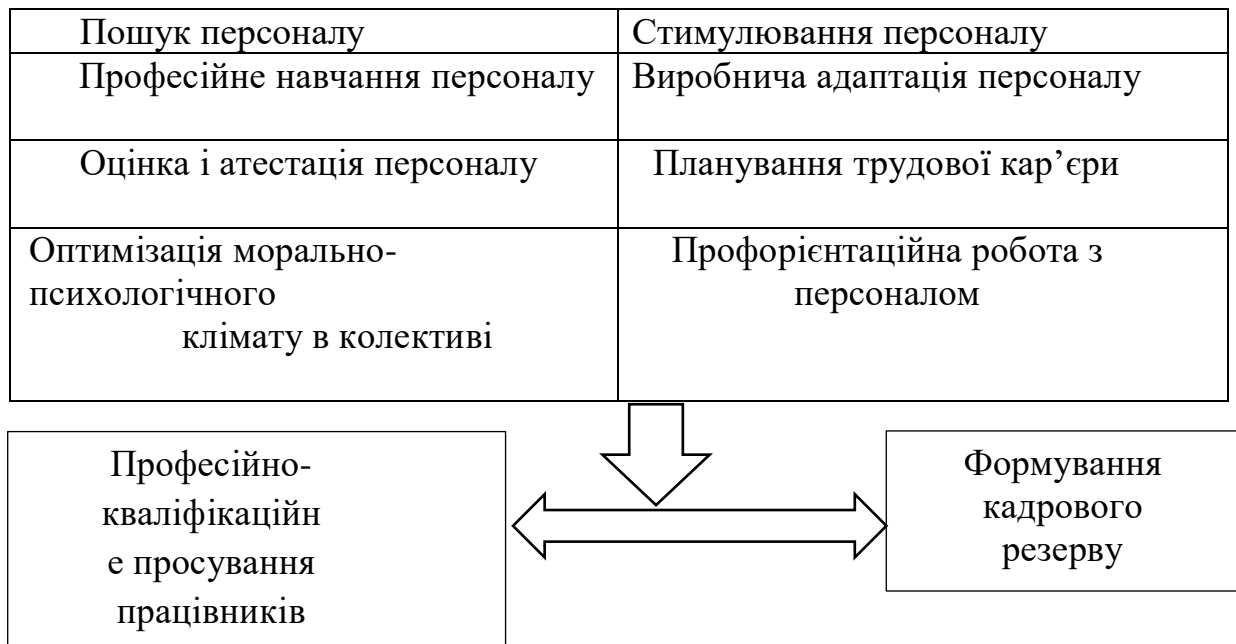 Пошук персоналу
Стимулювання персоналу
Професійне навчання персоналу
Виробнича адаптація персоналу
Оцінка і атестація персоналу
Планування трудової кар’єри
Оптимізація морально-
психологічного
клімату в колективі
Профорієнтаційна робота з
персоналом
Професійно-
кваліфікаційн
е просування
працівників
Формування
кадрового
резерву